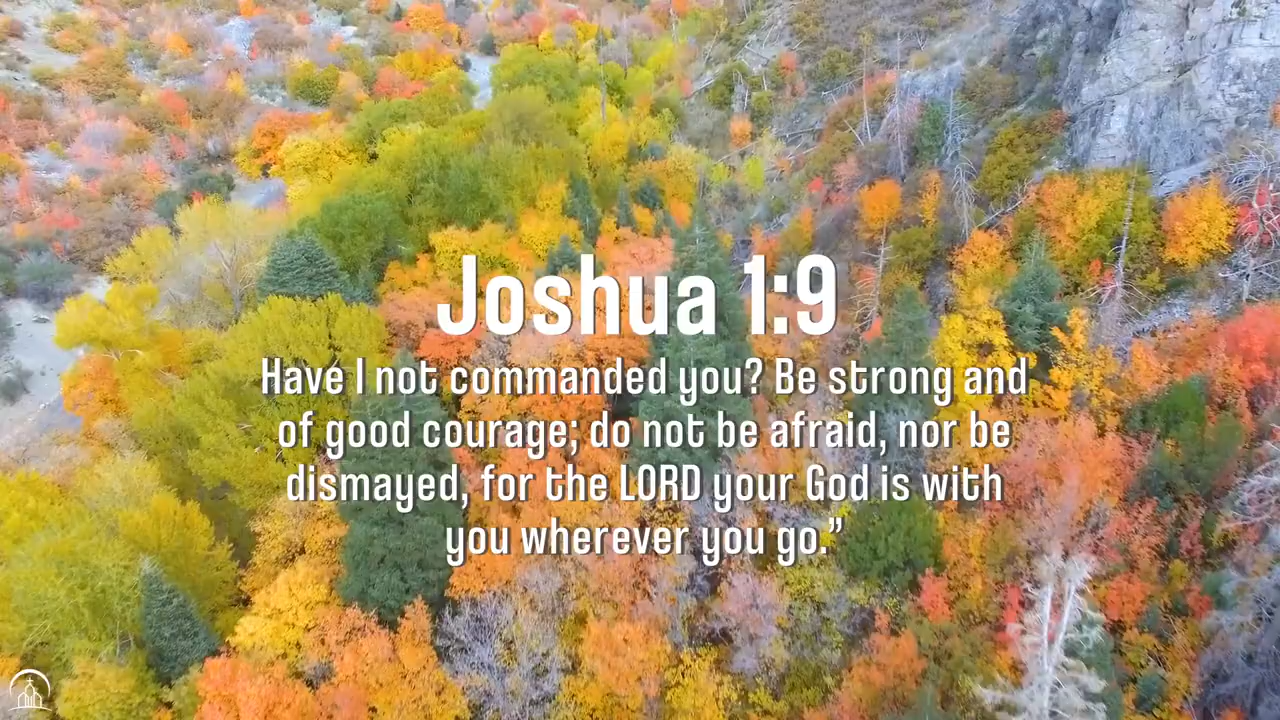 Joshua 1:9
Have I not commanded you? Be strong and
of good courage; do not be afraid, nor be
dismayed, for the LORD your God is with
you wherever you go.”